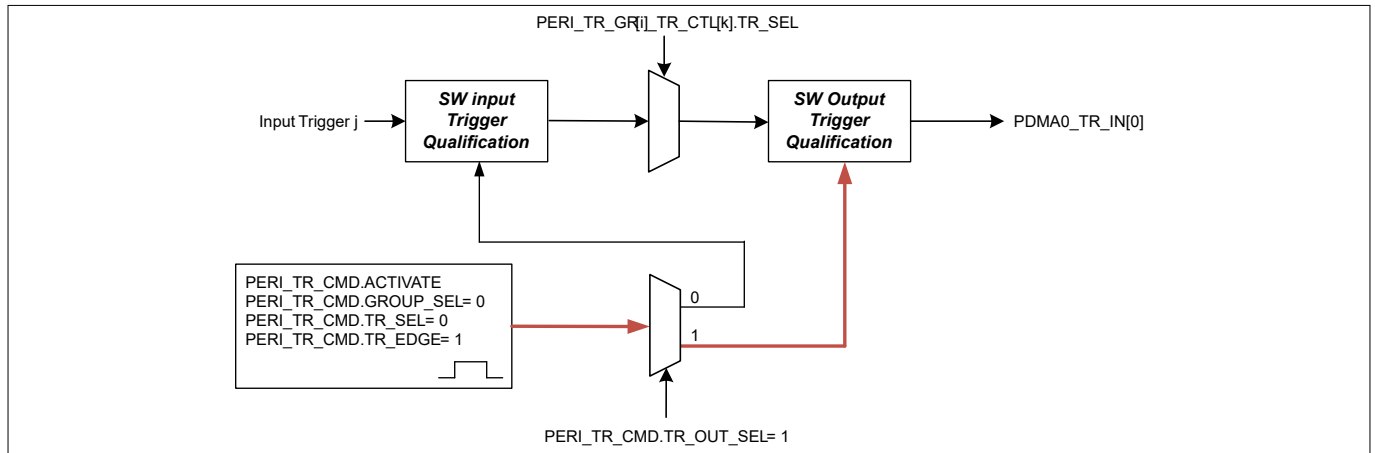 PERI_TR_GR[i]_TR_CTL[k].TR_SEL
SW input
Trigger
Qualification
SW Output
Trigger
Qualification
Input Trigger j
PDMA0_TR_IN[0]
PERI_TR_CMD.ACTIVATE
PERI_TR_CMD.GROUP_SEL= 0
PERI_TR_CMD.TR_SEL= 0
PERI_TR_CMD.TR_EDGE= 1
0
1
PERI_TR_CMD.TR_OUT_SEL= 1